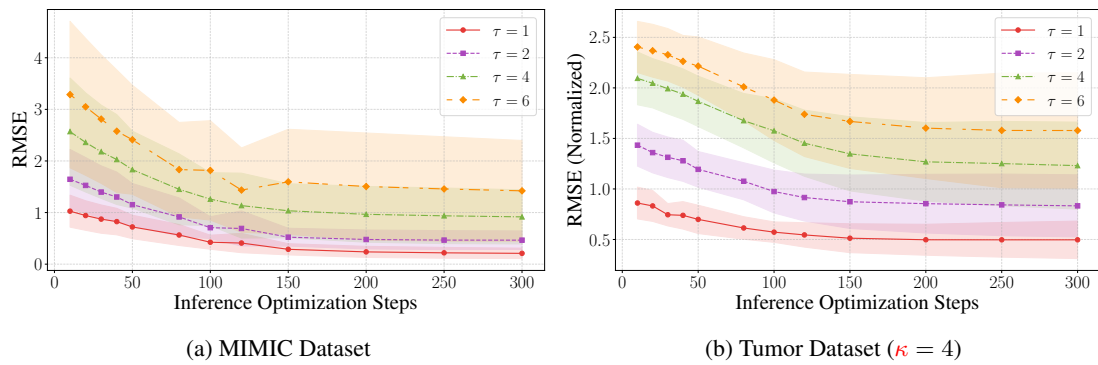 RMSE
4
3
2
1
0
0
50
100
150
200
250
300
Inference Optimization Steps
τ = 1
τ = 2
τ = 4
τ = 6
(a) MIMIC Dataset
RMSE (Normalized)
2.5
2.0
1.5
1.0
0.5
0
50
100
150
200
250
300
Inference Optimization Steps
τ = 1
τ = 2
τ = 4
τ = 6
(b) Tumor Dataset (κ = 4)